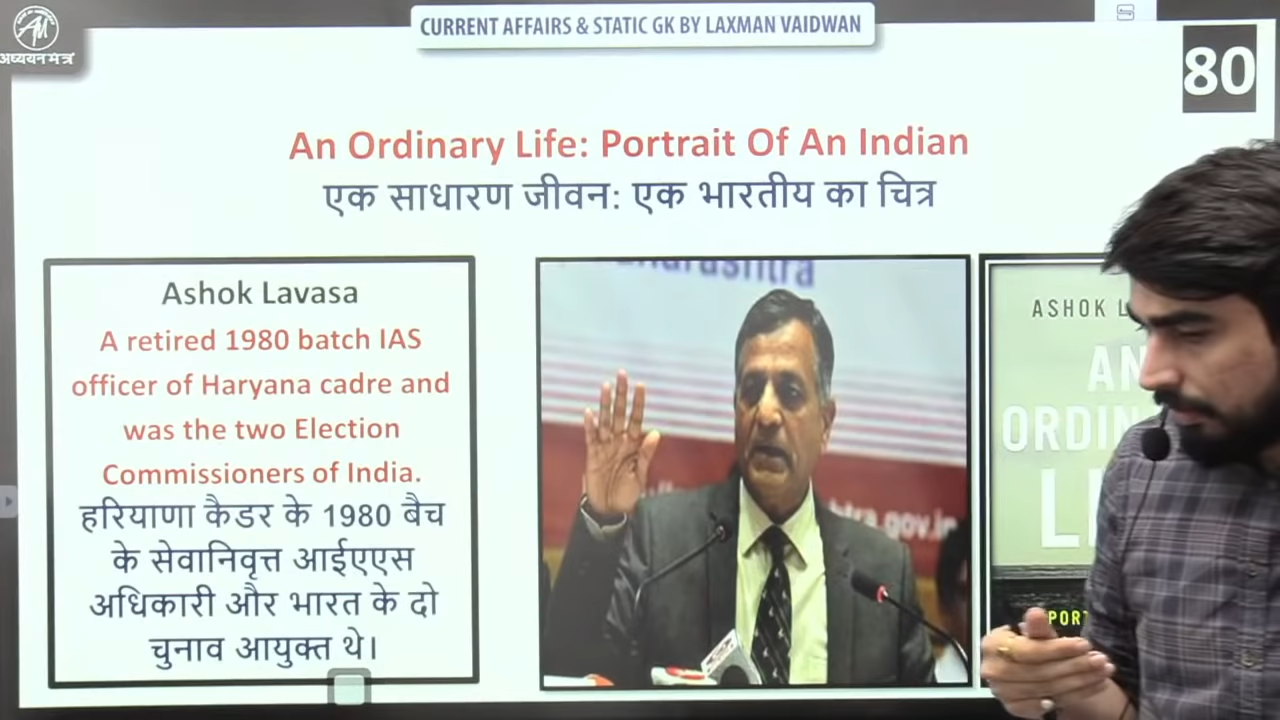 CURRENT AFFAIRS & STATIC GK BY LAXMAN VAIDWAN
अध्ययन मंत्रा
80
An Ordinary Life: Portrait Of An Indian
एक साधारण जीवन: एक भारतीय का चित्र
Ashok Lavasa
A retired 1980 batch IAS
officer of Haryana cadre and
was the two Election
Commissioners of India.
हरियाणा कैडर के 1980 बैच
के सेवानिवृत्त आईएएस
अधिकारी और भारत के दो
चुनाव आयुक्त थे।
ASHOK L
AN
ORDIN